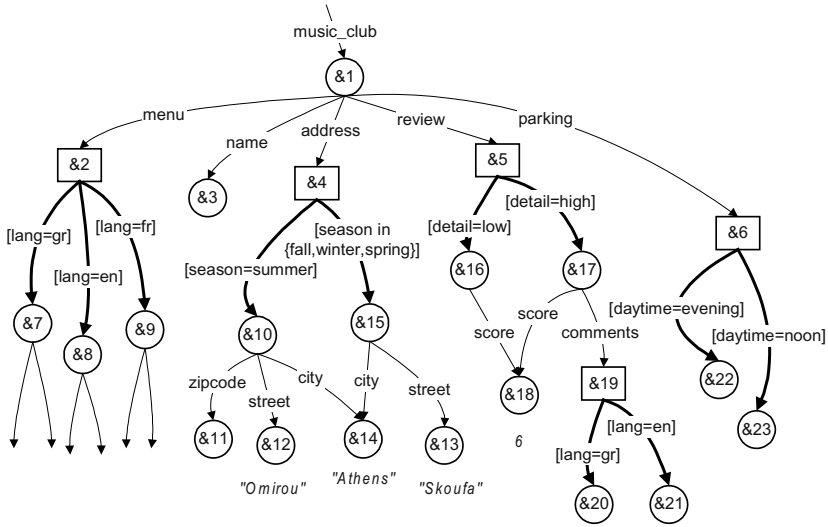 music_club
&1
menu
name
address
review
parking
&2
&3
&4
&5
&6
[lang=gr]
[lang=en]
[lang=fr]
[season=summer]
[season in
{fall,winter,spring}]
[detail=low]
[detail=high]
[daytime=evening]
[daytime=noon]
&7
&8
&9
&10
&15
&16
&17
&22
&23
zipcode
street
city
city
street
score
score
comments
&11
&12
&14
&13
&18
&19
"Omirou"
"Athens"
"Skoufa"
6
[lang=gr]
[lang=en]
&20
&21